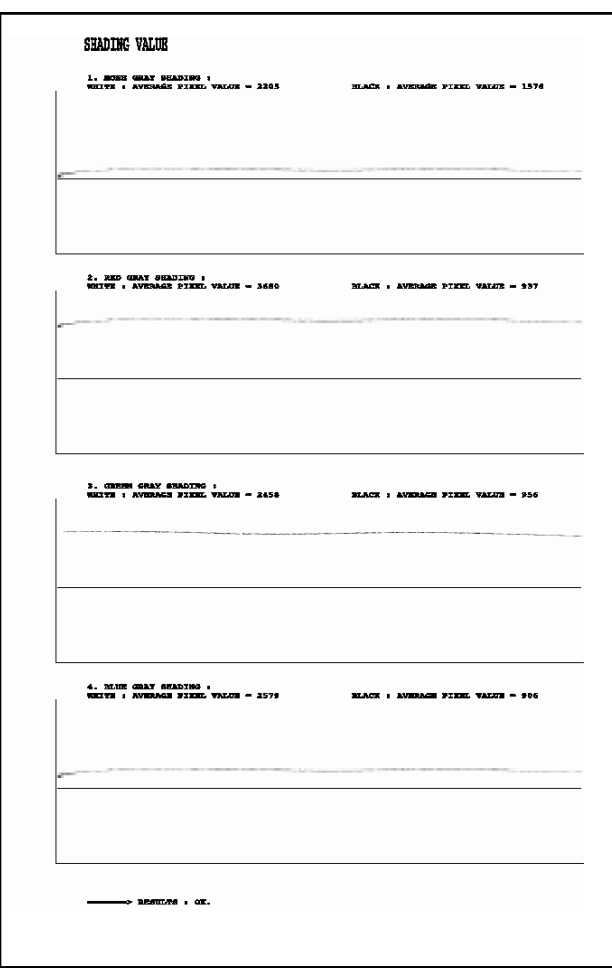 SHADING VALUE
1. MONO GRAY SHADING :
WHITE : AVERAGE PIXEL VALUE = 2205 BLACK : AVERAGE PIXEL VALUE = 1576
2. RED GRAY SHADING :
WHITE : AVERAGE PIXEL VALUE = 3680 BLACK : AVERAGE PIXEL VALUE = 937
3. GREEN GRAY SHADING :
WHITE : AVERAGE PIXEL VALUE = 2458 BLACK : AVERAGE PIXEL VALUE = 956
4. BLUE GRAY SHADING :
WHITE : AVERAGE PIXEL VALUE = 2579 BLACK : AVERAGE PIXEL VALUE = 906
RESULTS : OK.